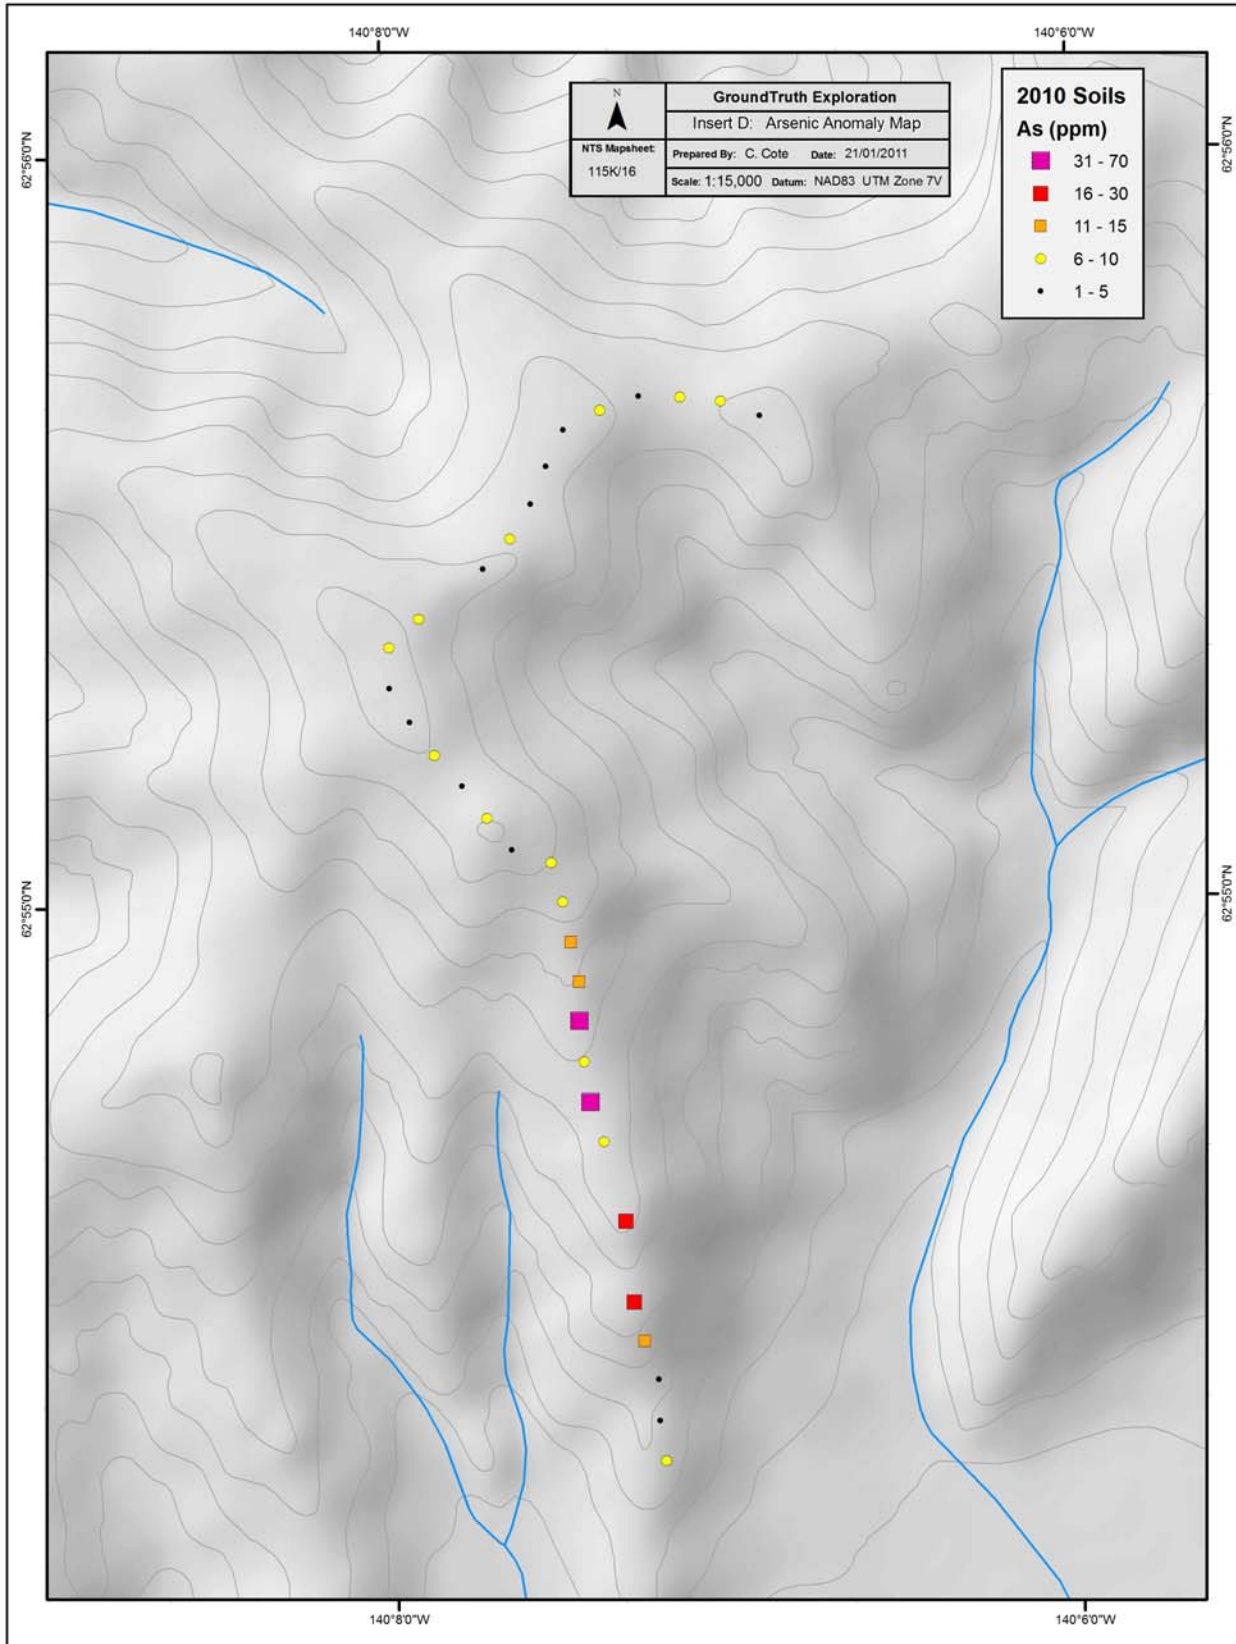 140°8'0"W
140°6'0"W
N
NTS Mapsheet:
115K/16
GroundTruth Exploration
Insert D: Arsenic Anomaly Map
Prepared By: C. Cote Date: 21/01/2011
Scale: 1:15,000 Datum: NAD83 UTM Zone 7V
2010 Soils
As (ppm)
31 - 70
16 - 30
11 - 15
6 - 10
1 - 5
62°56'0"N
62°56'0"N
62°55'0"N
62°55'0"N
140°8'0"W
140°6'0"W